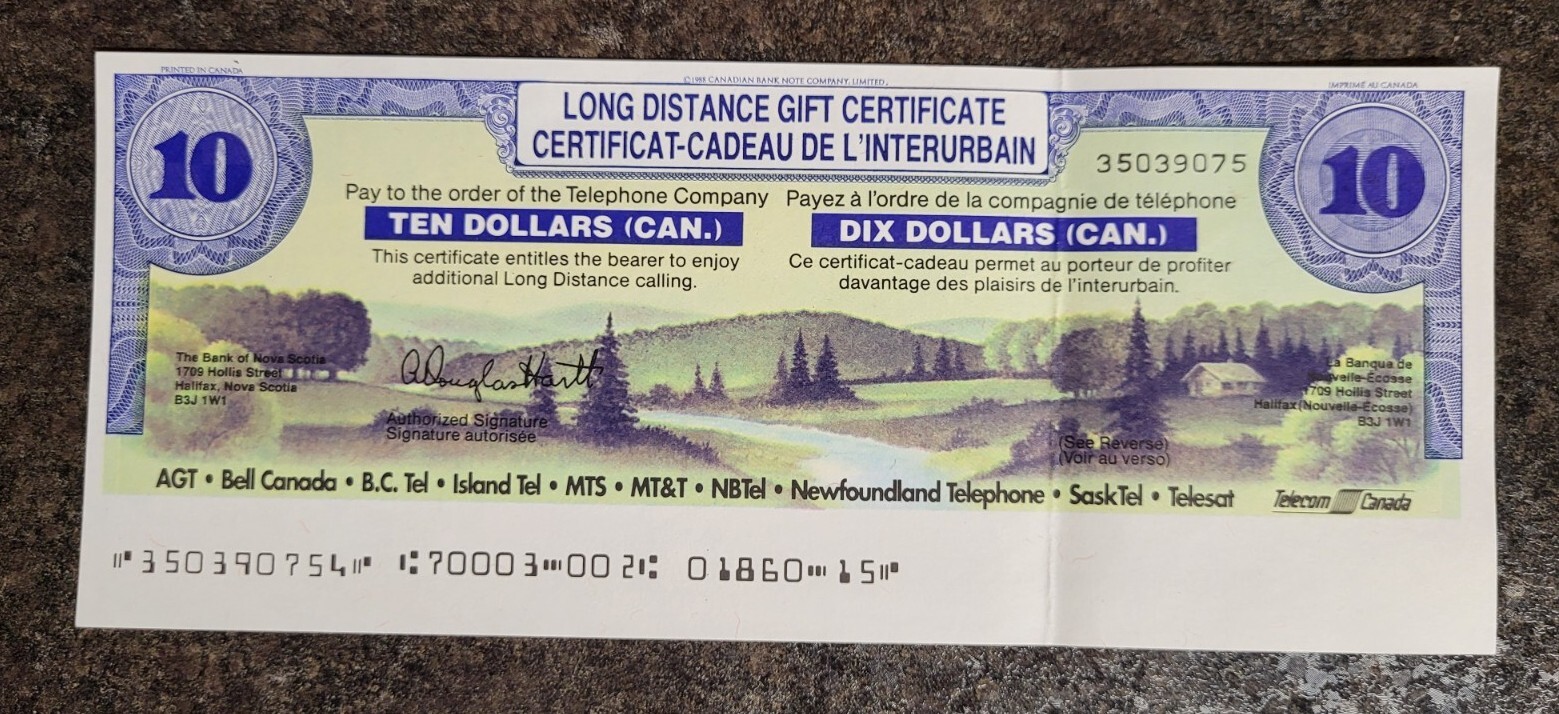 PRINTED IN CANADA
©1988 CANADIAN BANK NOTE COMPANY, LIMITED.
IMPRIMÉ AU CANADA
10
LONG DISTANCE GIFT CERTIFICATE
CERTIFICAT-CADEAU DE L'INTERURBAIN
10
35039075
Pay to the order of the Telephone Company
TEN DOLLARS (CAN.)
This certificate entitles the bearer to enjoy
additional Long Distance calling.
Payez à l'ordre de la compagnie de téléphone
DIX DOLLARS (CAN.)
Ce certificat-cadeau permet au porteur de profiter
davantage des plaisirs de l'interurbain.
The Bank of Nova Scotia
1709 Hollis Street
Halifax, Nova Scotia
B3J 1W1
ADouglas Hartt
Authorized Signature
Signature autorisée
La Banque de
Nouvelle-Écosse
1709 Hollis Street
Halifax (Nouvelle-Écosse)
B3J 1W1
(See Reverse)
(Voir au verso)
AGT • Bell Canada • B.C. Tel • Island Tel • MTS • MT&T • NBTel • Newfoundland Telephone • SaskTel • Telesat
Telecom Canada
⑈350390754⑈ ⑆70003⑉002⑆ 01860⑉15⑈